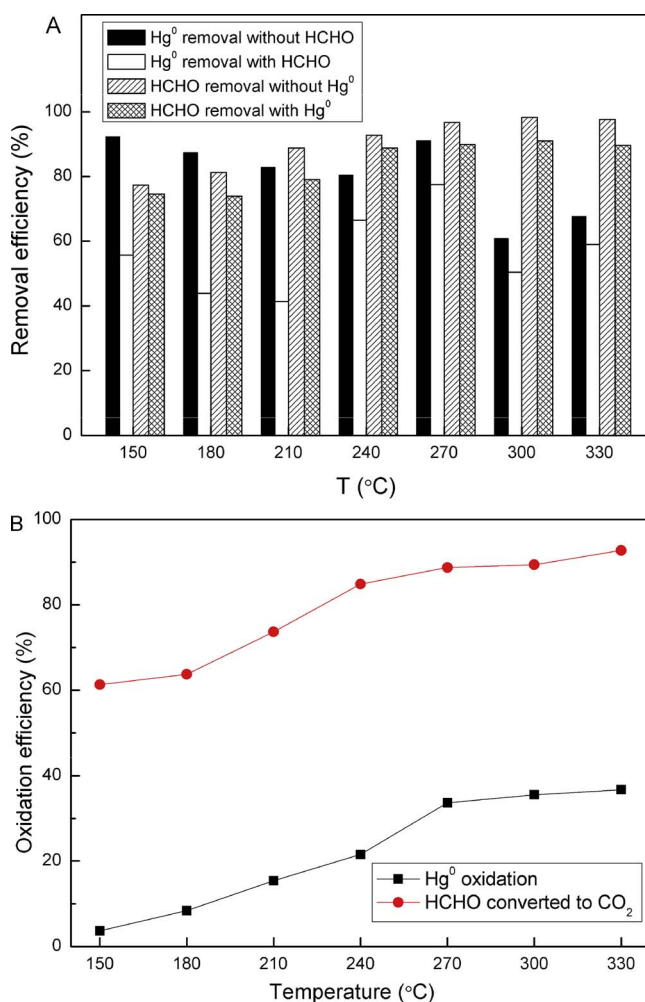 A
Hg⁰ removal without HCHO
Hg⁰ removal with HCHO
HCHO removal without Hg⁰
HCHO removal with Hg⁰
Removal efficiency (%)
100
80
60
40
20
0
150 180 210 240 270 300 330
T (°C)
B
Oxidation efficiency (%)
100
80
60
40
20
0
Hg⁰ oxidation
HCHO converted to CO₂
150 180 210 240 270 300 330
Temperature (°C)